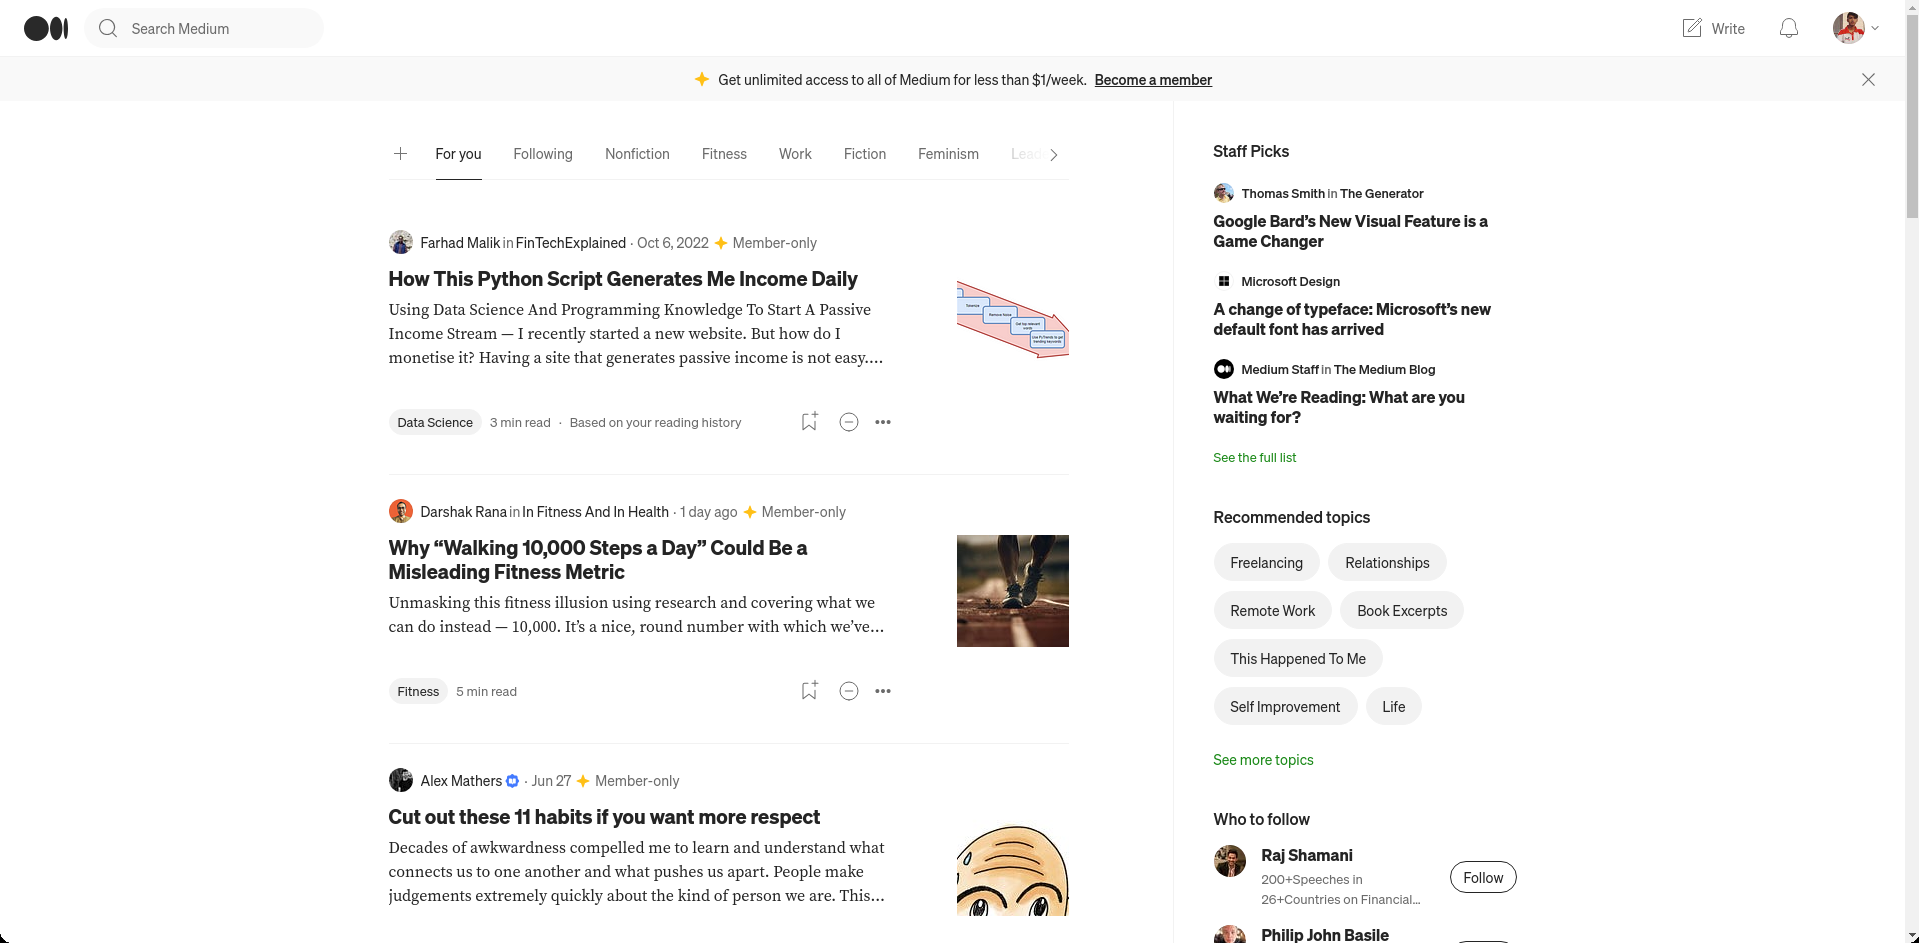 Search Medium
Write
Get unlimited access to all of Medium for less than $1/week. Become a member
For you
Following
Nonfiction
Fitness
Work
Fiction
Feminism
Lead
Farhad Malik in FinTechExplained · Oct 6, 2022 Member-only
How This Python Script Generates Me Income Daily
Using Data Science And Programming Knowledge To Start A Passive
Income Stream — I recently started a new website. But how do I
monetise it? Having a site that generates passive income is not easy....
Tokenize
Remove Noise
Get top relevant
words
Use PyTrends to get
trending keywords
Data Science
3 min read · Based on your reading history
Darshak Rana in In Fitness And In Health · 1 day ago Member-only
Why “Walking 10,000 Steps a Day” Could Be a
Misleading Fitness Metric
Unmasking this fitness illusion using research and covering what we
can do instead — 10,000. It’s a nice, round number with which we’ve...
Fitness
5 min read
Alex Mathers · Jun 27 Member-only
Cut out these 11 habits if you want more respect
Decades of awkwardness compelled me to learn and understand what
connects us to one another and what pushes us apart. People make
judgements extremely quickly about the kind of person we are. This...
Staff Picks
Thomas Smith in The Generator
Google Bard’s New Visual Feature is a
Game Changer
Microsoft Design
A change of typeface: Microsoft’s new
default font has arrived
Medium Staff in The Medium Blog
What We’re Reading: What are you
waiting for?
See the full list
Recommended topics
Freelancing
Relationships
Remote Work
Book Excerpts
This Happened To Me
Self Improvement
Life
See more topics
Who to follow
Raj Shamani
200+Speeches in
26+Countries on Financial...
Follow
Philip John Basile